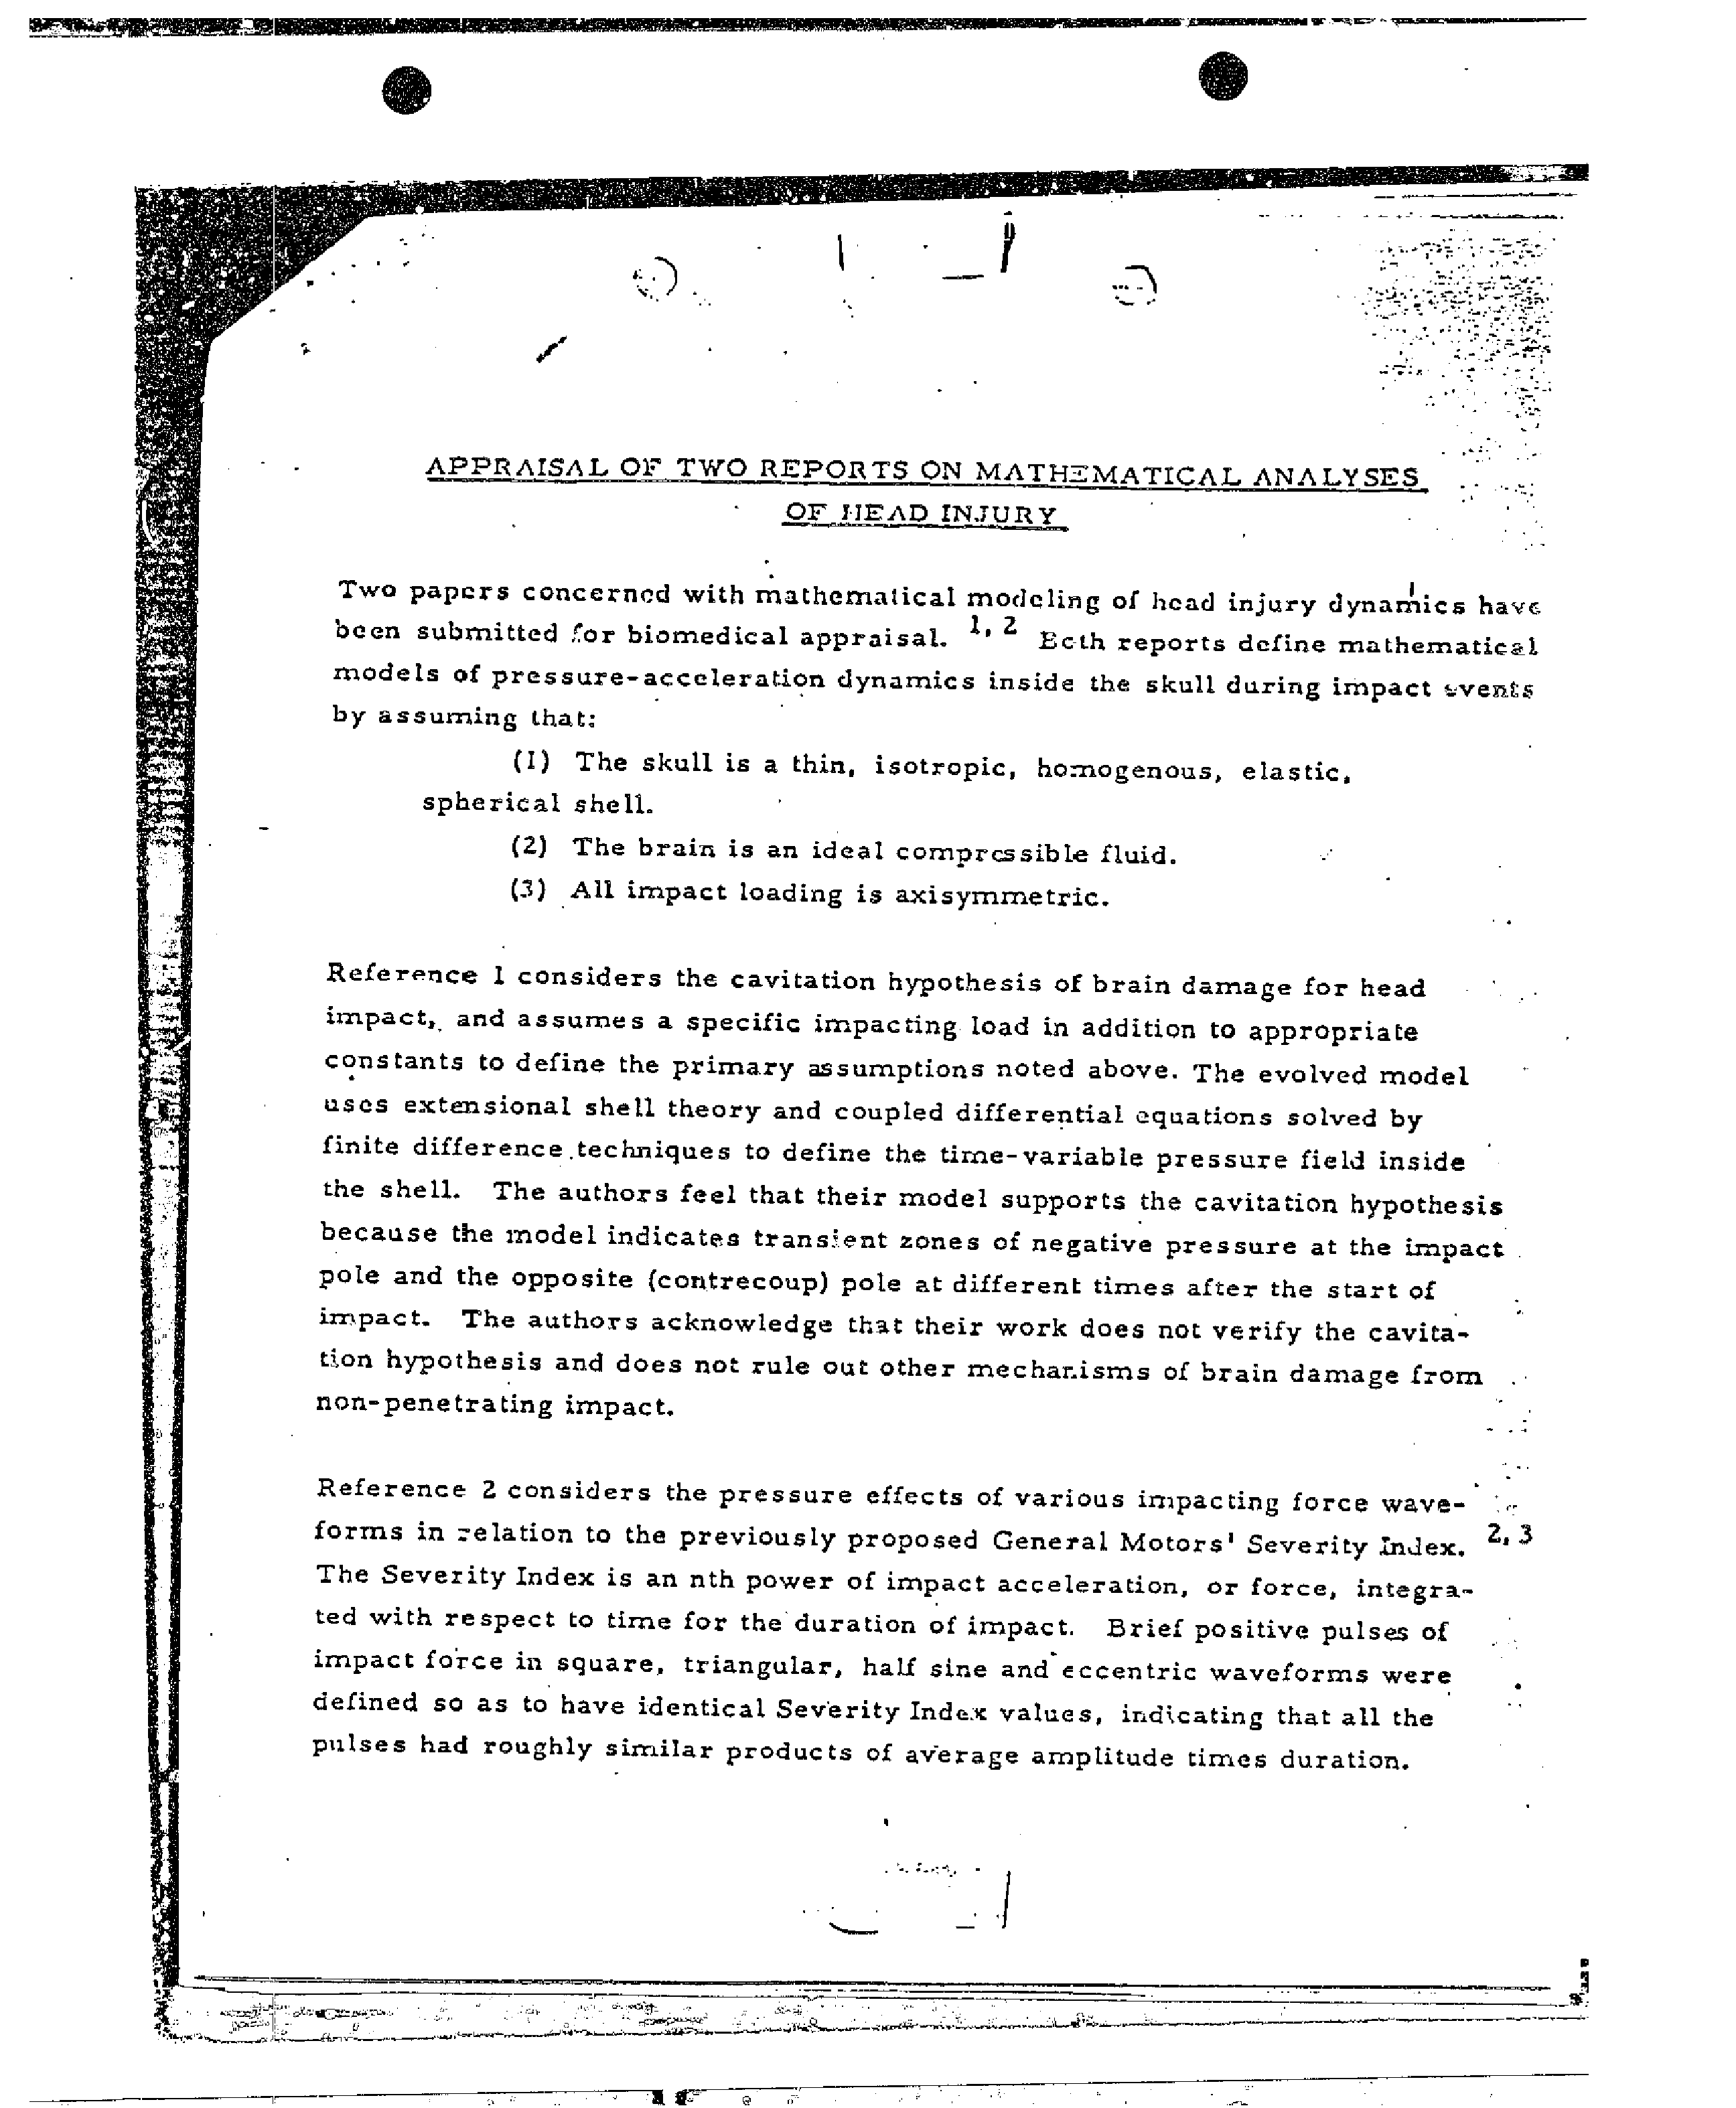 APPRAISAL OF TWO REPORTS ON MATHEMATICAL ANALYSES
OF HEAD INJURY
Two papers concerned with mathematical modeling of head injury dynamics have
been submitted for biomedical appraisal. 1, 2 Both reports define mathematical
models of pressure-acceleration dynamics inside the skull during impact events
by assuming that:
(1) The skull is a thin, isotropic, homogenous, elastic,
spherical shell.
(2) The brain is an ideal compressible fluid.
(3) All impact loading is axisymmetric.
Reference 1 considers the cavitation hypothesis of brain damage for head
impact, and assumes a specific impacting load in addition to appropriate
constants to define the primary assumptions noted above. The evolved model
uses extensional shell theory and coupled differential equations solved by
finite difference techniques to define the time-variable pressure field inside
the shell. The authors feel that their model supports the cavitation hypothesis
because the model indicates transient zones of negative pressure at the impact
pole and the opposite (contrecoup) pole at different times after the start of
impact. The authors acknowledge that their work does not verify the cavita-
tion hypothesis and does not rule out other mechanisms of brain damage from
non-penetrating impact.
Reference 2 considers the pressure effects of various impacting force wave-
forms in relation to the previously proposed General Motors' Severity Index. 2, 3
The Severity Index is an nth power of impact acceleration, or force, integra-
ted with respect to time for the duration of impact. Brief positive pulses of
impact force in square, triangular, half sine and eccentric waveforms were
defined so as to have identical Severity Index values, indicating that all the
pulses had roughly similar products of average amplitude times duration.